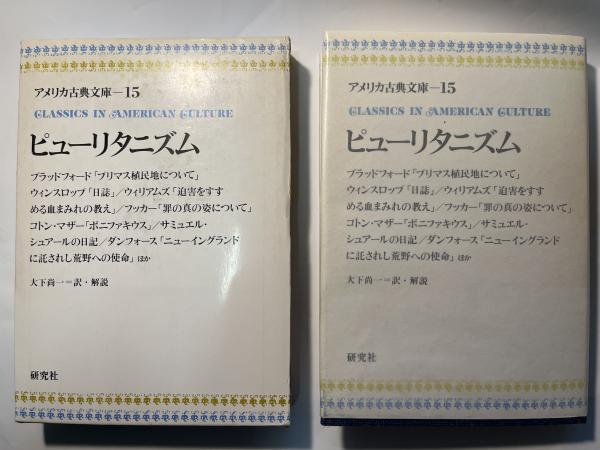 アメリカ古典文庫—15
CLASSICS IN AMERICAN CULTURE
ピューリタニズム
ブラッドフォード「プリマス植民地について」
ウィンスロップ「日誌」/ウィリアムズ「迫害をすす
める血まみれの教え」/フッカー「罪の真の姿について」
コトン・マザー「ボニファキウス」/サミュエル・
シュアールの日記/ダンフォース「ニューイングランド
に託されし荒野への使命」ほか
大下尚一=訳・解説
研究社
アメリカ古典文庫—15
CLASSICS IN AMERICAN CULTURE
ピューリタニズム
ブラッドフォード「プリマス植民地について」
ウィンスロップ「日誌」/ウィリアムズ「迫害をすす
める血まみれの教え」/フッカー「罪の真の姿について」
コトン・マザー「ボニファキウス」/サミュエル・
シュアールの日記/ダンフォース「ニューイングランド
に託されし荒野への使命」ほか
大下尚一=訳・解説
研究社